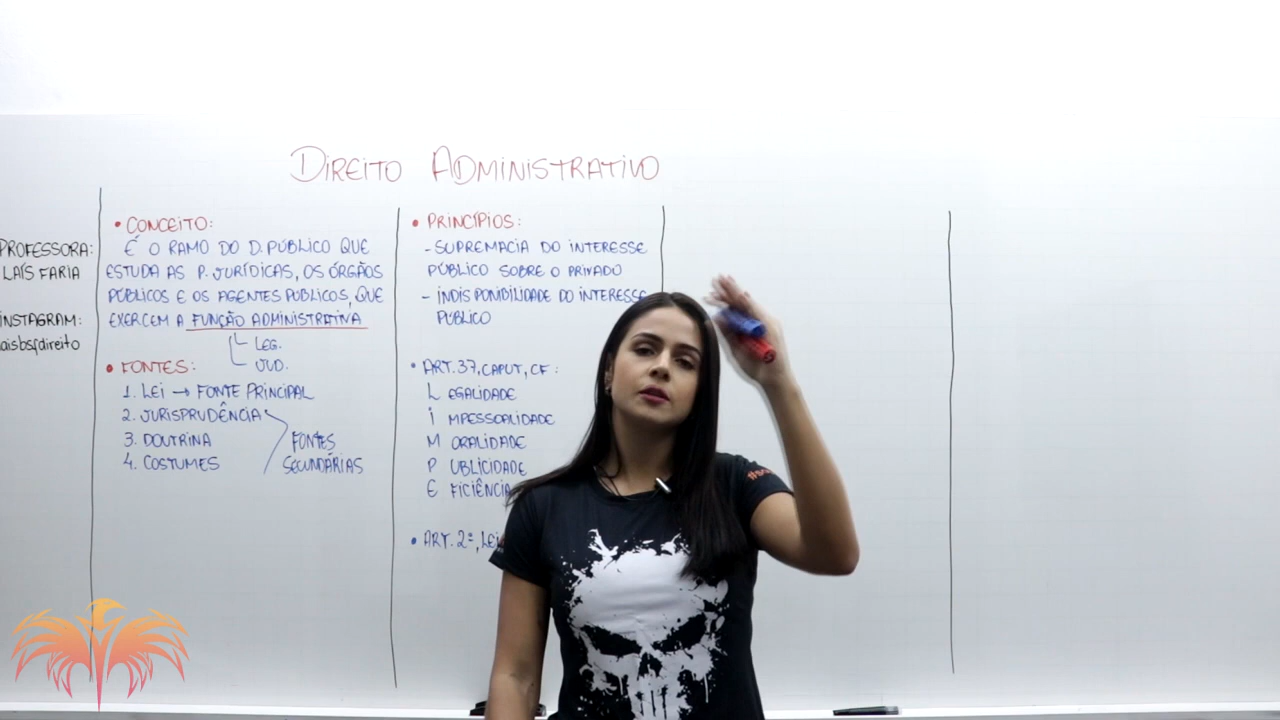 DIREITO ADMINISTRATIVO
PROFESSORA:
LAÍS FARIA
INSTAGRAM:
• CONCEITO:
É O RAMO DO D. PÚBLICO QUE
ESTUDA AS P. JURÍDICAS, OS ÓRGÃOS
PÚBLICOS E OS AGENTES PÚBLICOS, QUE
EXERCEM A FUNÇÃO ADMINISTRATIVA
LEG.
JUD.
• FONTES:
1. LEI → FONTE PRINCIPAL
2. JURISPRUDÊNCIA
3. DOUTRINA
4. COSTUMES
FONTES
SECUNDÁRIAS
• PRINCÍPIOS:
- SUPREMACIA DO INTERESSE
PÚBLICO SOBRE O PRIVADO
- INDISPONIBILIDADE DO INTERESSE
PÚBLICO
• ART. 37, CAPUT, CF:
L EGALIDADE
I MPESSOALIDADE
M ORALIDADE
P UBLICIDADE
E FICIÊNCIA
• ART. 2º, LEI